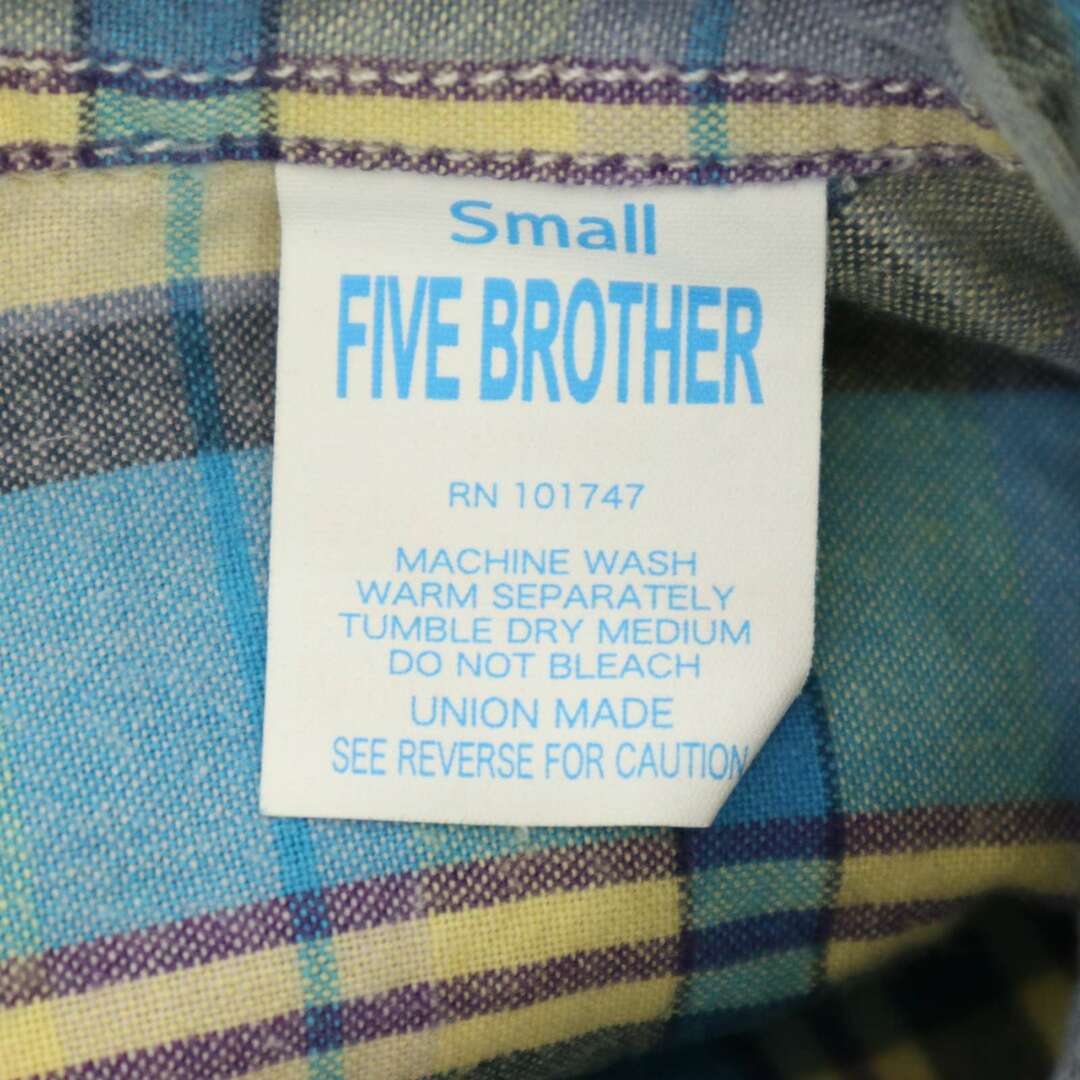 Small
FIVE BROTHER
RN 101747
MACHINE WASH
WARM SEPARATELY
TUMBLE DRY MEDIUM
DO NOT BLEACH
UNION MADE
SEE REVERSE FOR CAUTION